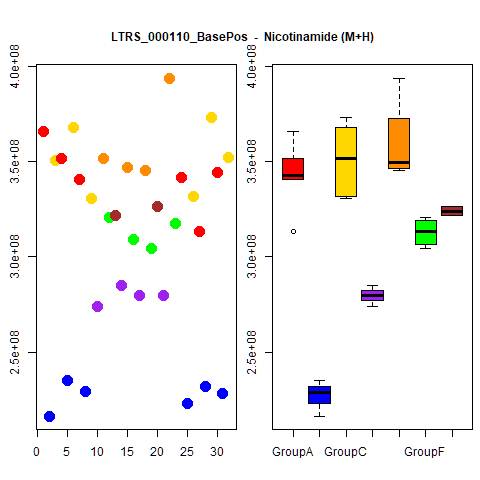 LTRS_000110_BasePos - Nicotinamide (M+H)
4.0e+08
3.5e+08
3.0e+08
2.5e+08
0 5 10 15 20 25 30
4.0e+08
3.5e+08
3.0e+08
2.5e+08
GroupA GroupC GroupF